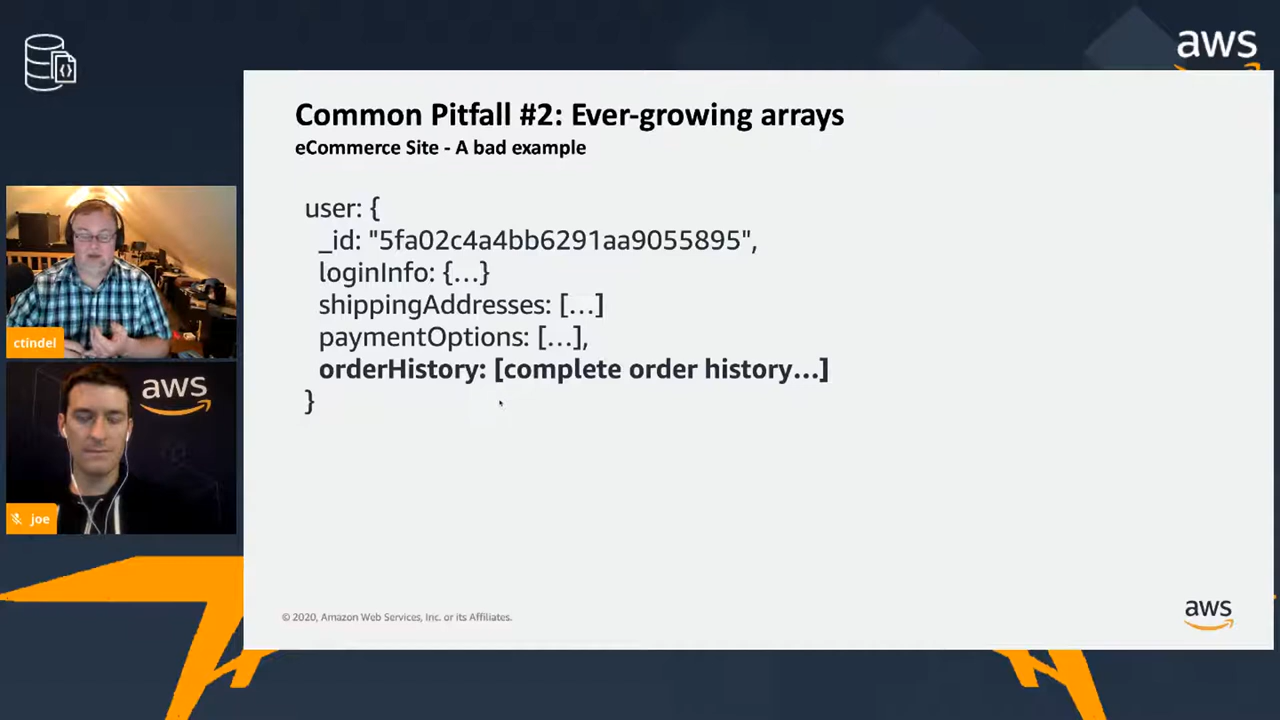 aws
Common Pitfall #2: Ever-growing arrays
eCommerce Site - A bad example
user: {
_id: "5fa02c4a4bb6291aa9055895",
loginInfo: {…}
shippingAddresses: […]
paymentOptions: […],
orderHistory: [complete order history…]
}
ctindel
aws
joe
© 2020, Amazon Web Services, Inc. or its Affiliates.
aws